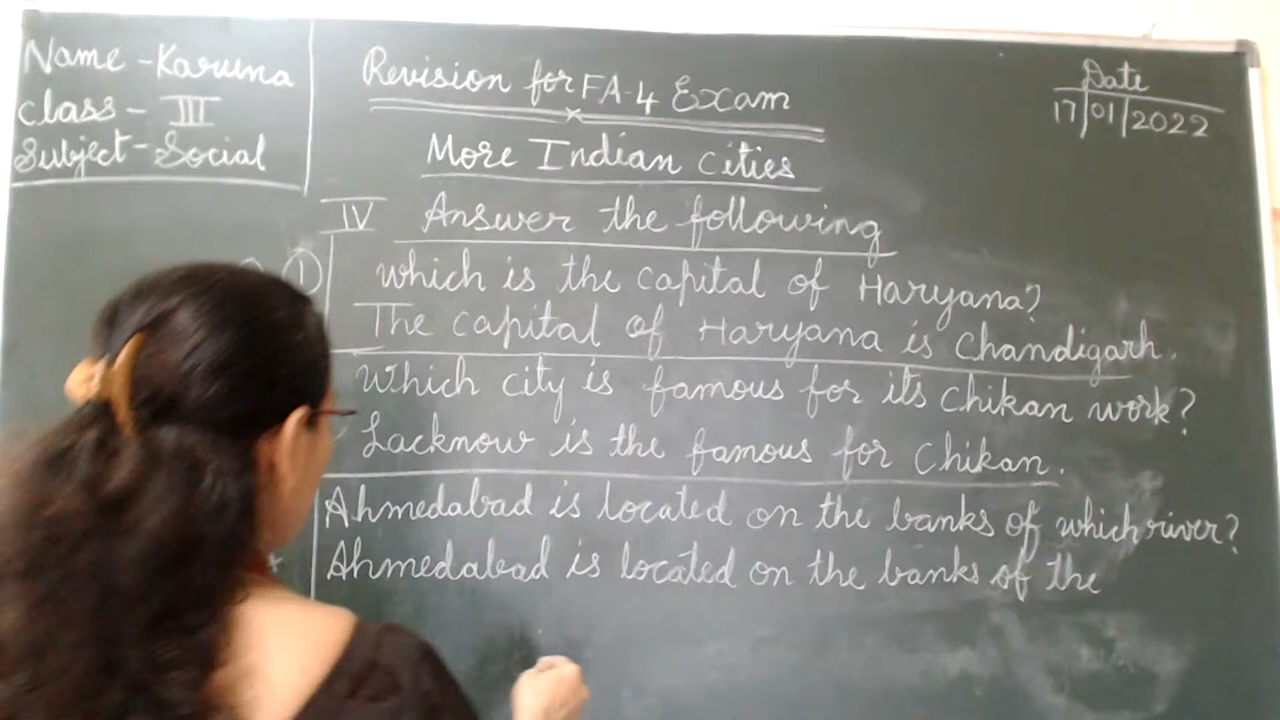 Name - Karuna
Class - III
Subject - Social
Revision for FA-4 Exam
Date
17/01/2022
More Indian Cities
IV Answer the following
① Which is the capital of Haryana?
The capital of Haryana is Chandigarh.
Which city is famous for its Chikan work?
Lacknow is the famous for Chikan.
Ahmedabad is located on the banks of which river?
Ahmedabad is located on the banks of the